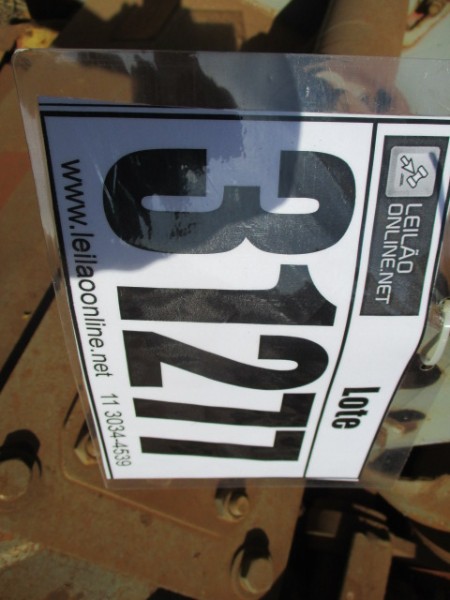 LEILÃO
ONLINE.NET
Lote
31277
www.leilaoonline.net 11 3034-4539